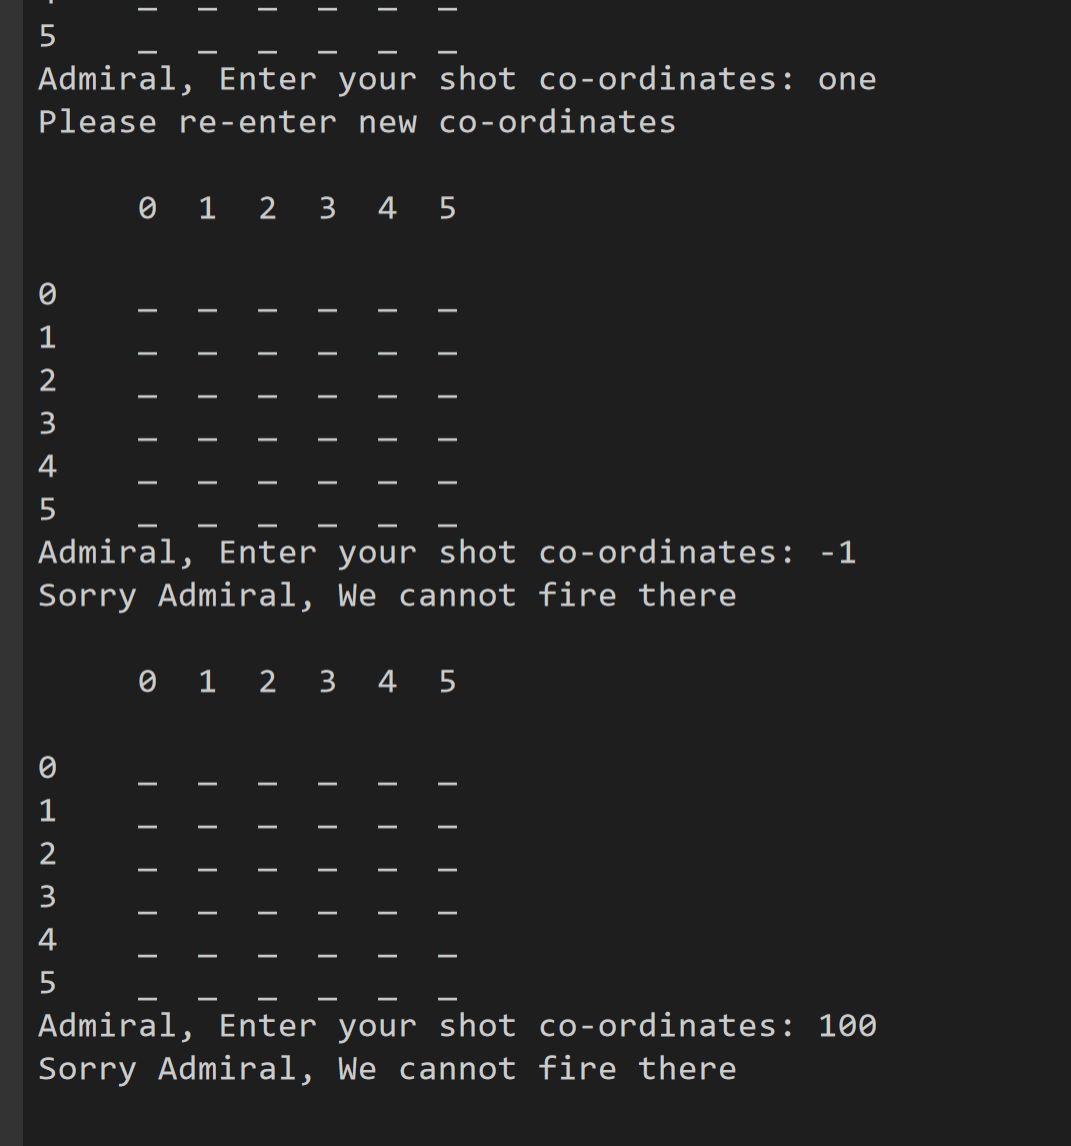 _ _ _ _ _ _
5 _ _ _ _ _ _
Admiral, Enter your shot co-ordinates: one
Please re-enter new co-ordinates
0 1 2 3 4 5
0 _ _ _ _ _ _
1 _ _ _ _ _ _
2 _ _ _ _ _ _
3 _ _ _ _ _ _
4 _ _ _ _ _ _
5 _ _ _ _ _ _
Admiral, Enter your shot co-ordinates: -1
Sorry Admiral, We cannot fire there
0 1 2 3 4 5
0 _ _ _ _ _ _
1 _ _ _ _ _ _
2 _ _ _ _ _ _
3 _ _ _ _ _ _
4 _ _ _ _ _ _
5 _ _ _ _ _ _
Admiral, Enter your shot co-ordinates: 100
Sorry Admiral, We cannot fire there